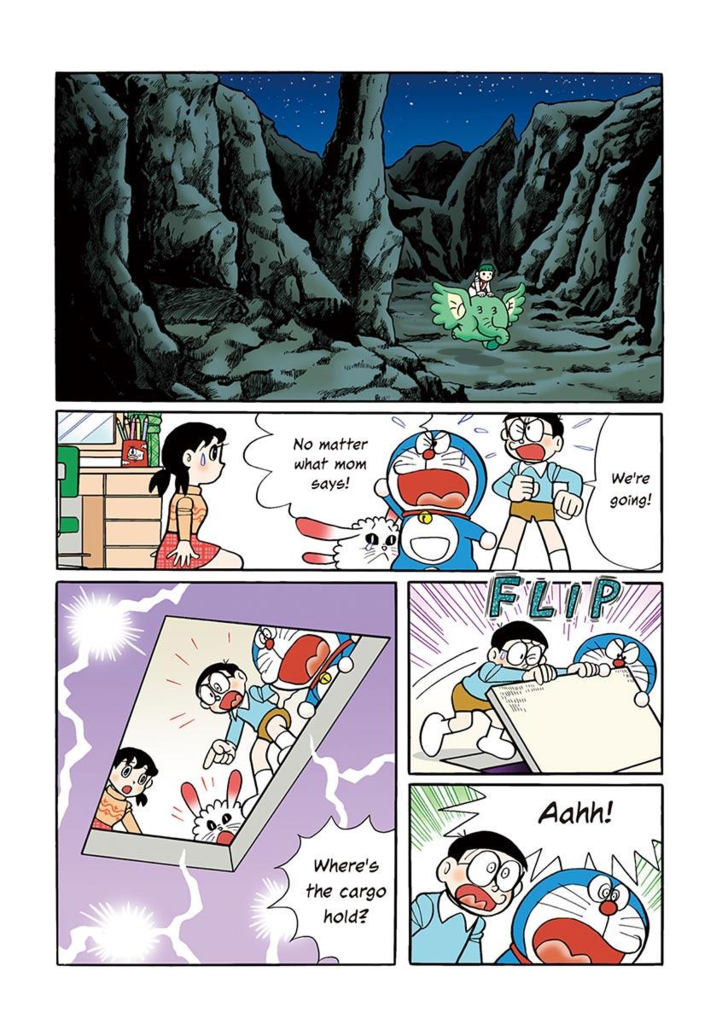 We're
going!
No matter
what mom
says!
FLIP
Aahh!
Where's
the cargo
hold?